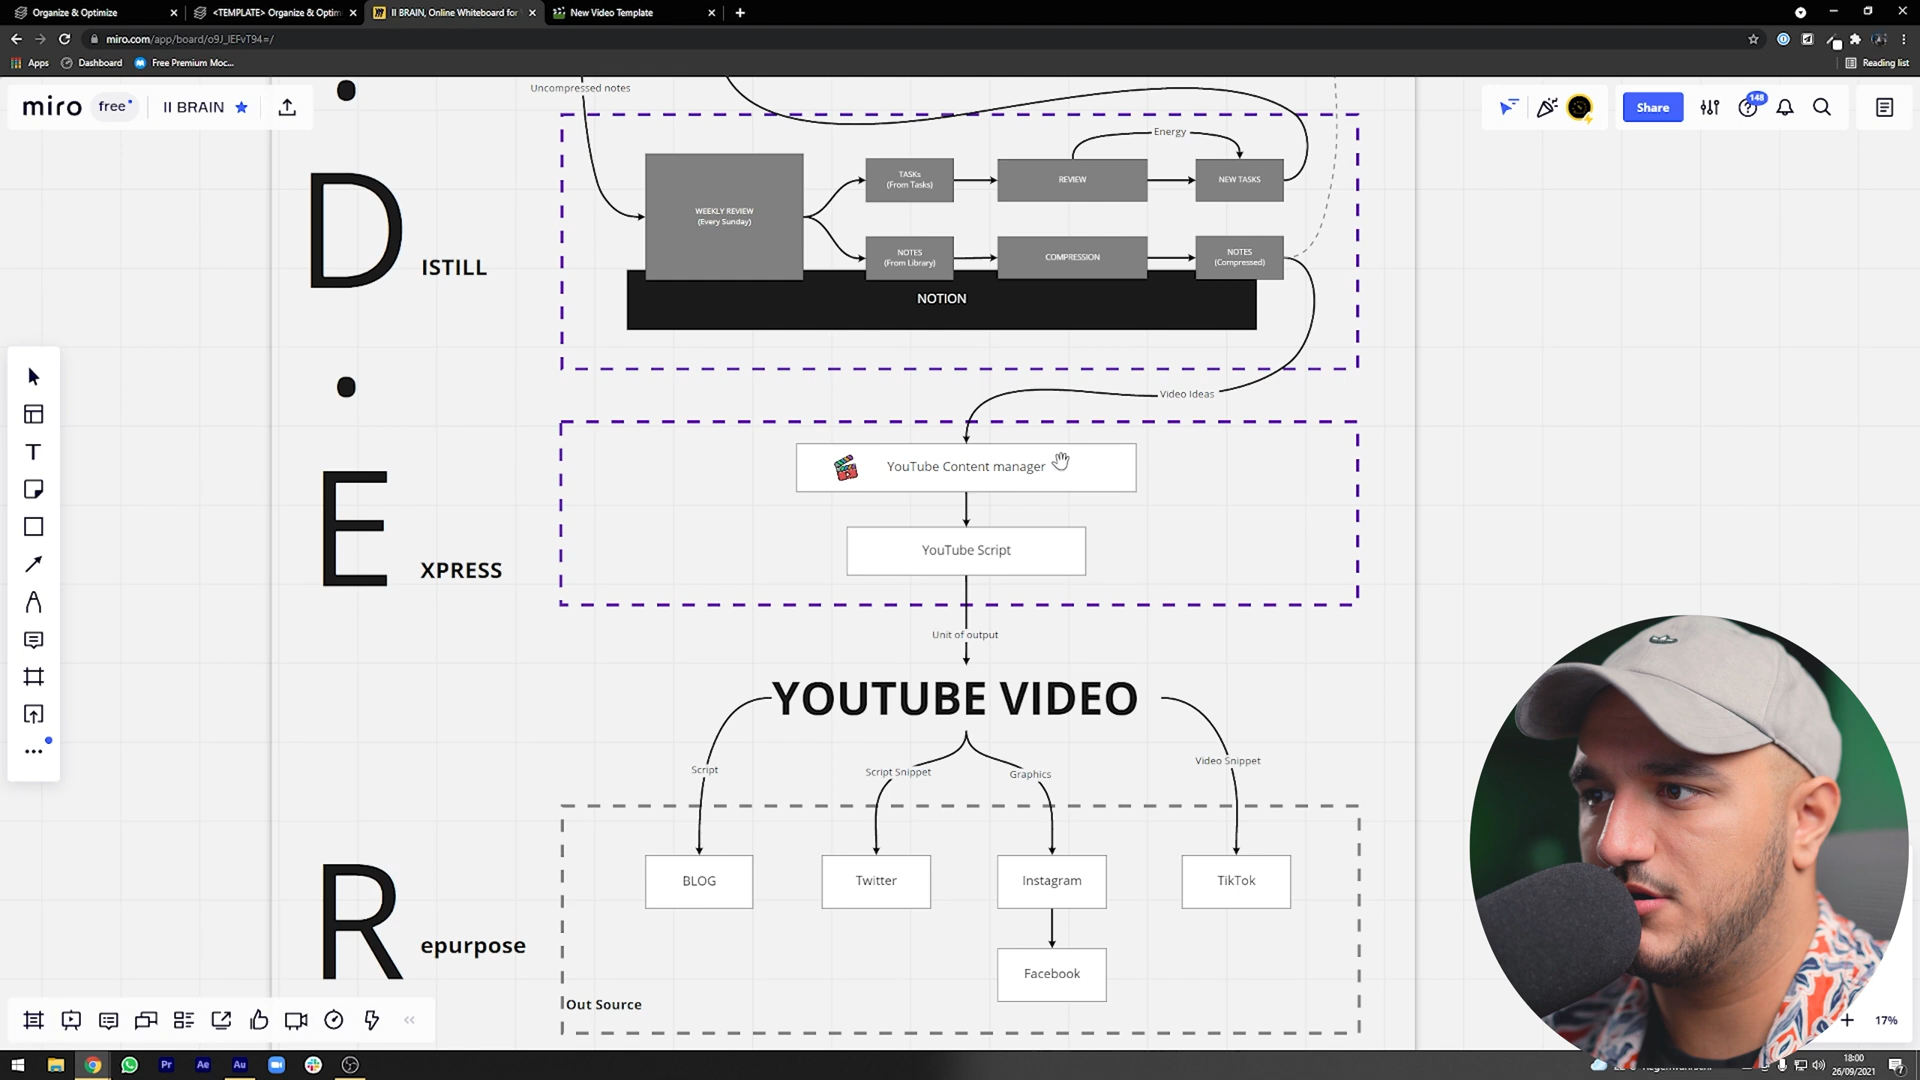 Organize & Optimize
<TEMPLATE> Organize & Optim
II BRAIN, Online Whiteboard for
New Video Template
miro.com/app/board/o9J_lEFvT94=/
Apps
Dashboard
Free Premium Moc...
Reading list
miro
free
II BRAIN
Share
148
Uncompressed notes
Energy
D
ISTILL
WEEKLY REVIEW
(Every Sunday)
TASKs
(From Tasks)
REVIEW
NEW TASKS
NOTES
(From Library)
COMPRESSION
NOTES
(Compressed)
NOTION
Video Ideas
E
XPRESS
YouTube Content manager
YouTube Script
Unit of output
YOUTUBE VIDEO
Script
Script Snippet
Graphics
Video Snippet
R
epurpose
BLOG
Twitter
Instagram
TikTok
Facebook
Out Source
17%
Pr
Ae
Au
18:00
26/09/2021